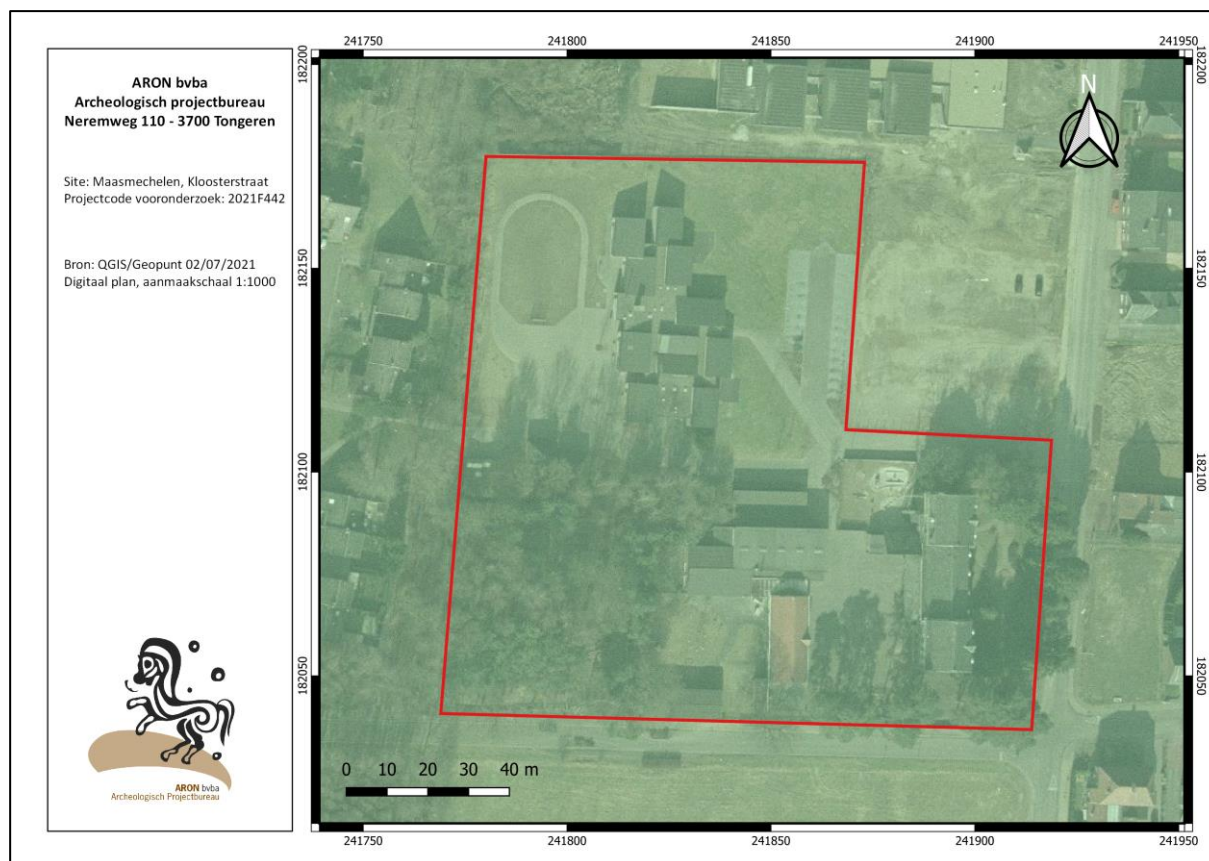 ARON bvba
Archeologisch projectbureau
Neremweg 110 - 3700 Tongeren
Site: Maasmechelen, Kloosterstraat
Projectcode vooronderzoek: 2021F442
Bron: QGIS/Geopunt 02/07/2021
Digitaal plan, aanmaakschaal 1:1000
ARON bvba
Archeologisch Projectbureau
241750 241800 241850 241900 241950
182200 182200
N
182150 182150
182100 182100
182050 182050
0 10 20 30 40 m
241750 241800 241850 241900 241950